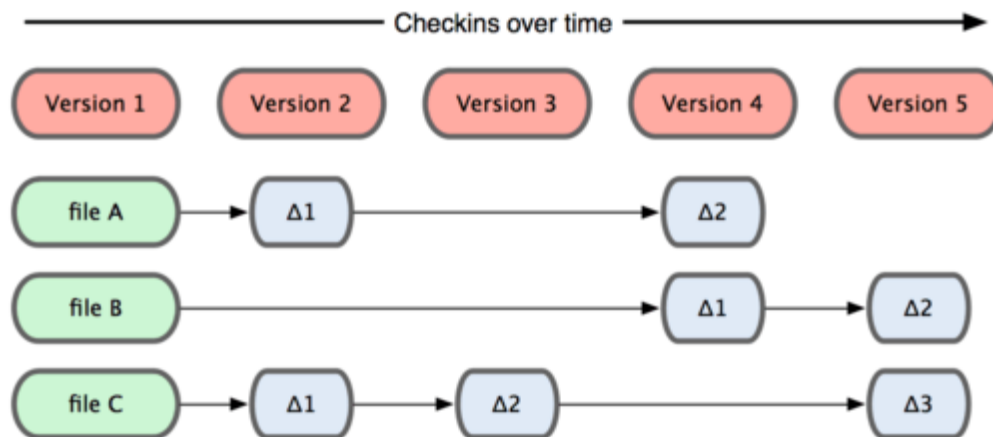 Checkins over time
Version 1 Version 2 Version 3 Version 4 Version 5
file A Δ1 Δ2
file B Δ1 Δ2
file C Δ1 Δ2 Δ3